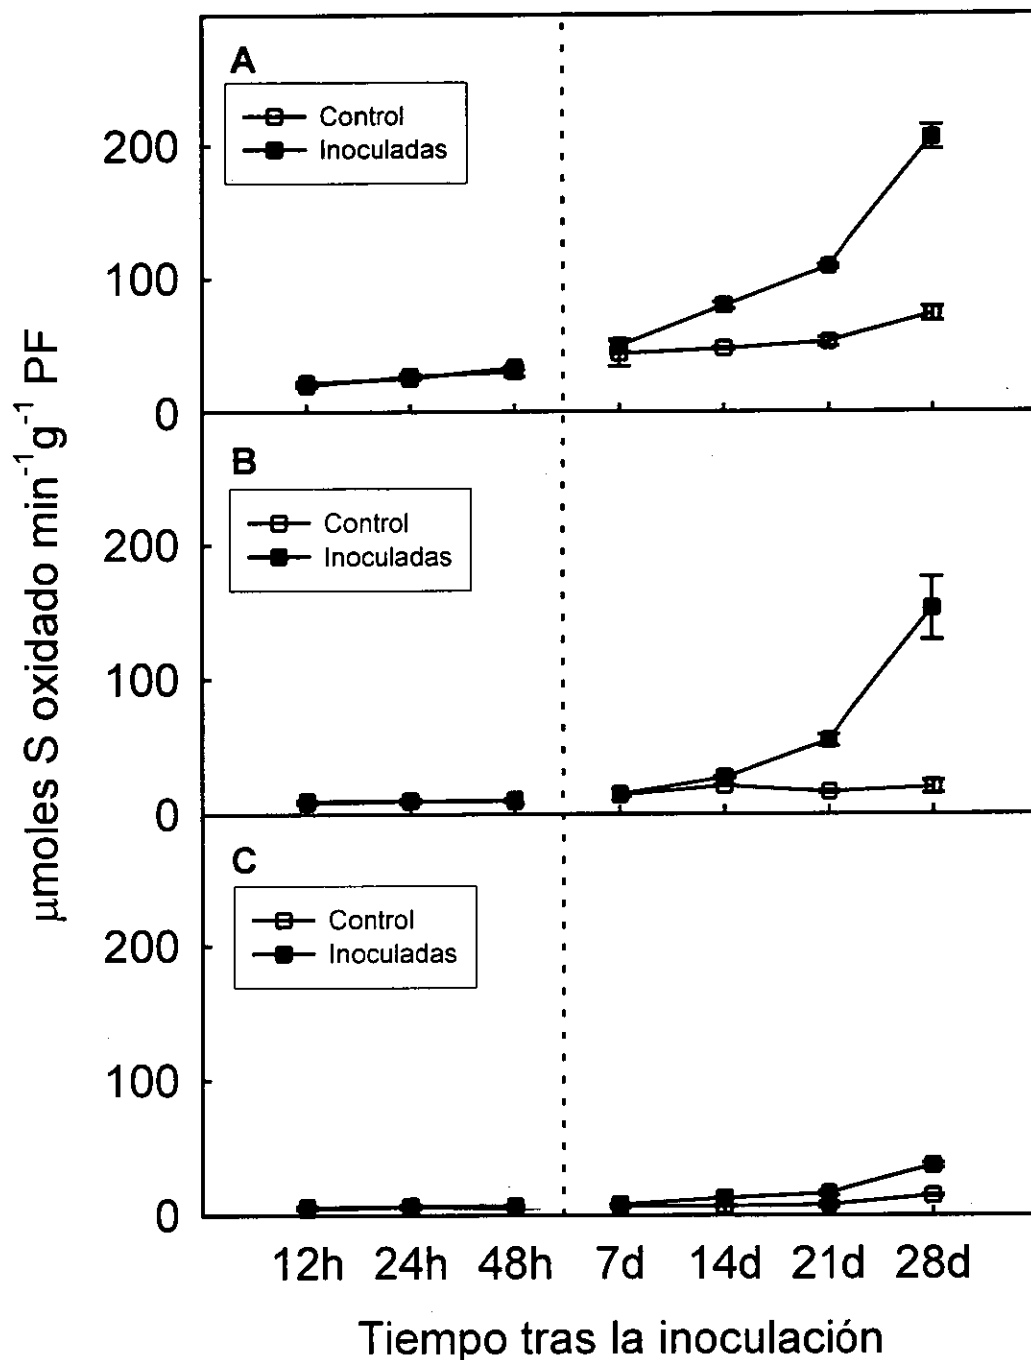 μmoles S oxidado min⁻¹g⁻¹ PF
A
Control
Inoculadas
200
100
0
B
Control
Inoculadas
200
100
0
C
Control
Inoculadas
200
100
0
12h 24h 48h 7d 14d 21d 28d
Tiempo tras la inoculación